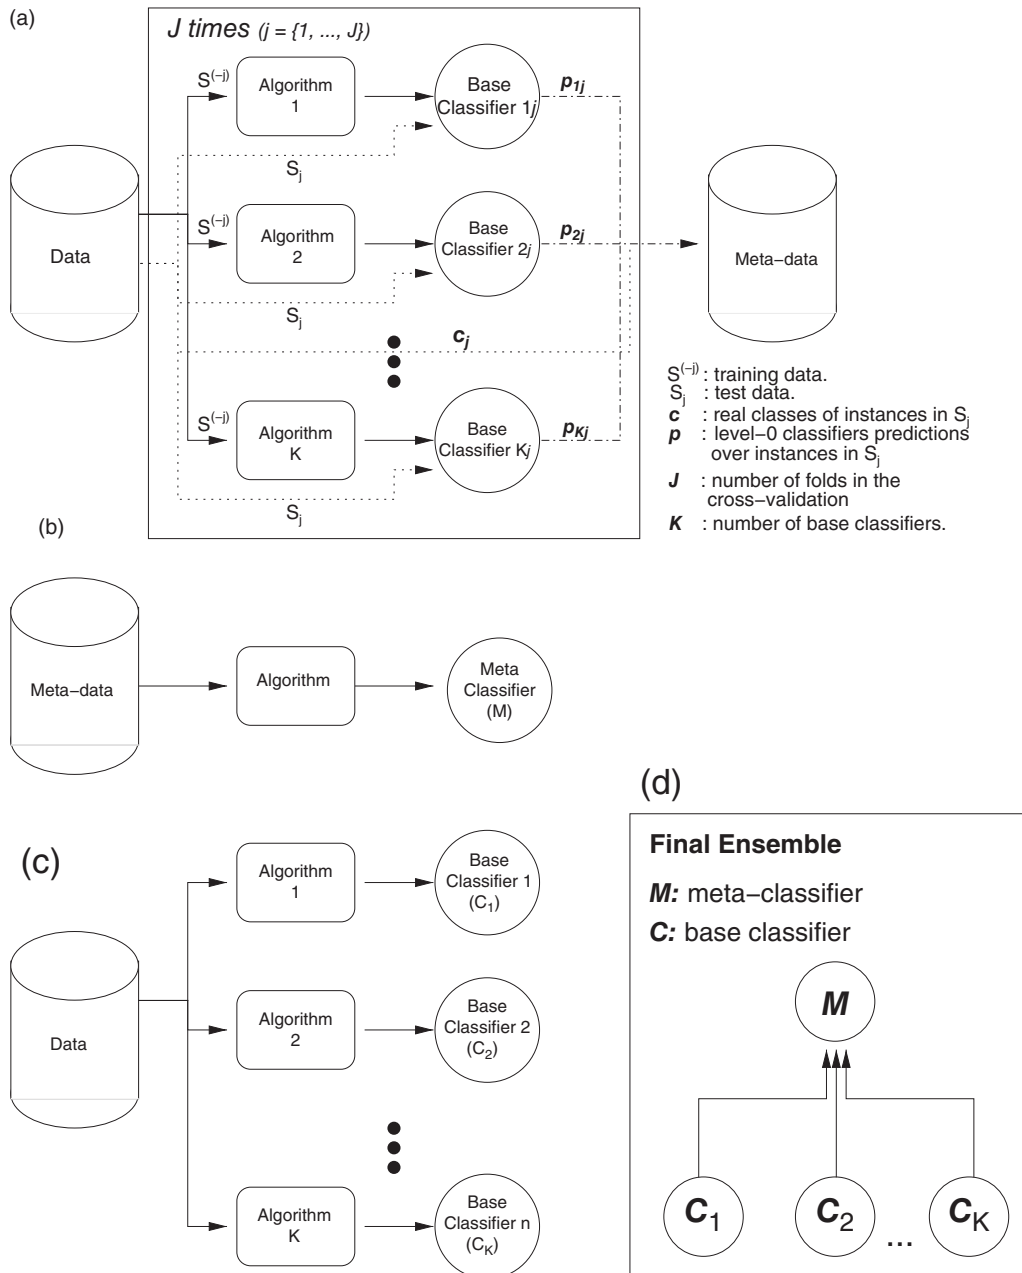 (a)
J times (j = {1, ..., J})
S(-j)
Algorithm
1
Base
Classifier 1j
p1j
Sj
S(-j)
Algorithm
2
Base
Classifier 2j
p2j
Sj
Data
Meta-data
cj
S(-j)
Algorithm
K
Base
Classifier Kj
pKj
Sj
S(-j) : training data.
Sj : test data.
c : real classes of instances in Sj
p : level-0 classifiers predictions
over instances in Sj
J : number of folds in the
cross-validation
K : number of base classifiers.
(b)
Meta-data
Algorithm
Meta
Classifier
(M)
(c)
Data
Algorithm
1
Base
Classifier 1
(C1)
Algorithm
2
Base
Classifier 2
(C2)
Algorithm
K
Base
Classifier n
(CK)
(d)
Final Ensemble
M: meta-classifier
C: base classifier
M
C1
C2
...
CK